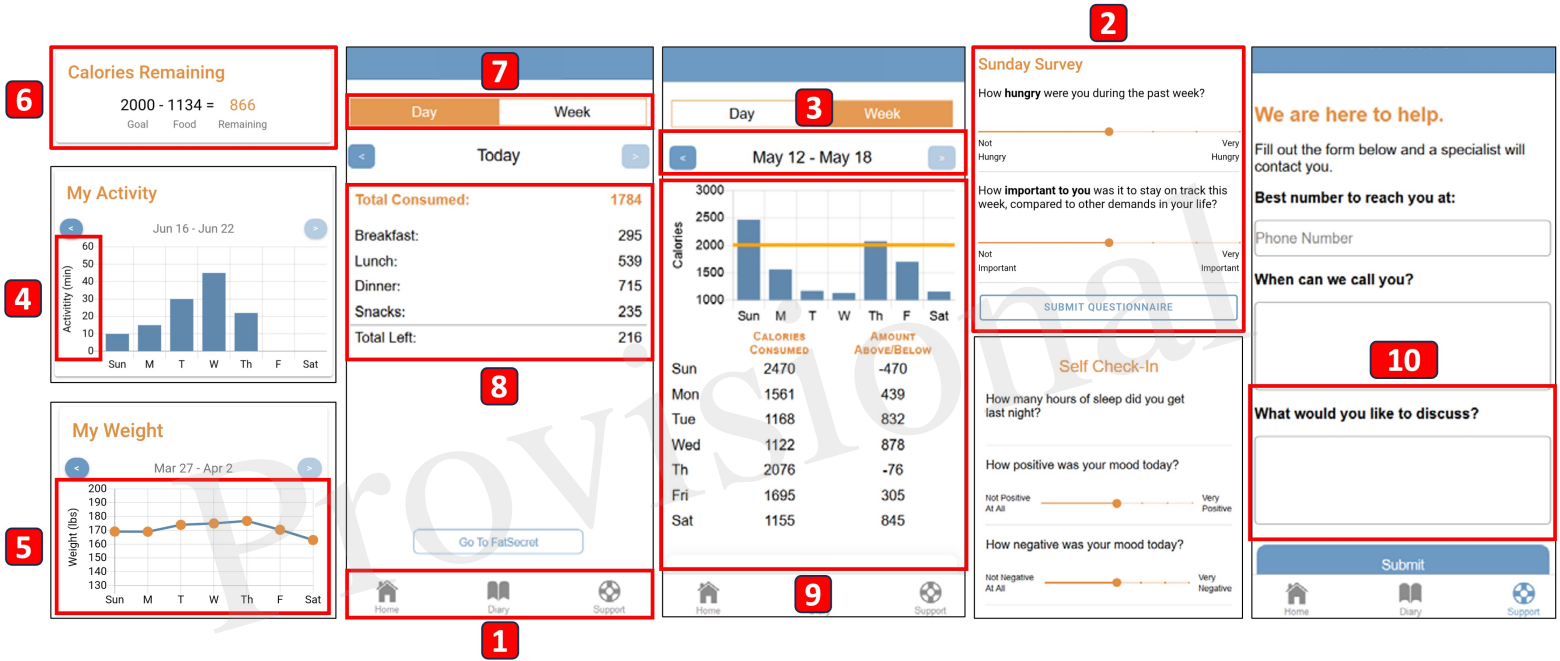 6
Calories Remaining
2000 - 1134 = 866
Goal Food Remaining
4
My Activity
< Jun 16 - Jun 22 >
Activitity (min)
60
50
40
30
20
10
0
Sun M T W Th F Sat
5
My Weight
< Mar 27 - Apr 2 >
Weight (lbs)
200
190
180
170
160
150
140
130
Sun M T W Th F Sat
7
Day Week
< Today >
Total Consumed: 1784
Breakfast: 295
Lunch: 539
Dinner: 715
Snacks: 235
Total Left: 216
8
Go To FatSecret
Home Diary Support
1
3
Day Week
< May 12 - May 18 >
Calories
3000
2500
2000
1500
1000
Sun M T W Th F Sat
CALORIES CONSUMED AMOUNT ABOVE/BELOW
Sun 2470 -470
Mon 1561 439
Tue 1168 832
Wed 1122 878
Th 2076 -76
Fri 1695 305
Sat 1155 845
9
Home Support
2
Sunday Survey
How hungry were you during the past week?
Not Very
Hungry Hungry
How important to you was it to stay on track this
week, compared to other demands in your life?
Not Very
Important Important
SUBMIT QUESTIONNAIRE
Self Check-In
How many hours of sleep did you get
last night?
How positive was your mood today?
Not Positive Very
At All Positive
How negative was your mood today?
Not Negative Very
At All Negative
We are here to help.
Fill out the form below and a specialist will
contact you.
Best number to reach you at:
Phone Number
When can we call you?
10
What would you like to discuss?
Submit
Home Diary Support
Provisional